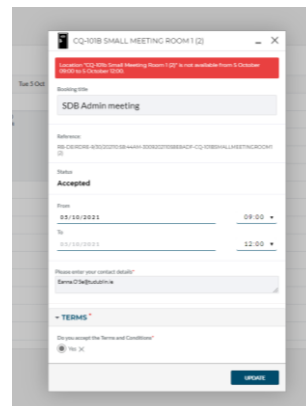 CQ-101B SMALL MEETING ROOM 1 (2)
Location "CQ-101b Small Meeting Room 1 (2)" is not available from 5 October
09:00 to 5 October 12:00.
Tue 5 Oct
Booking title
SDB Admin meeting
Reference
Status
Accepted
From
05/10/2021 09:00
To
05/10/2021 12:00
Please enter your contact details*
TERMS *
Do you accept the Terms and Conditions*
Yes
UPDATE